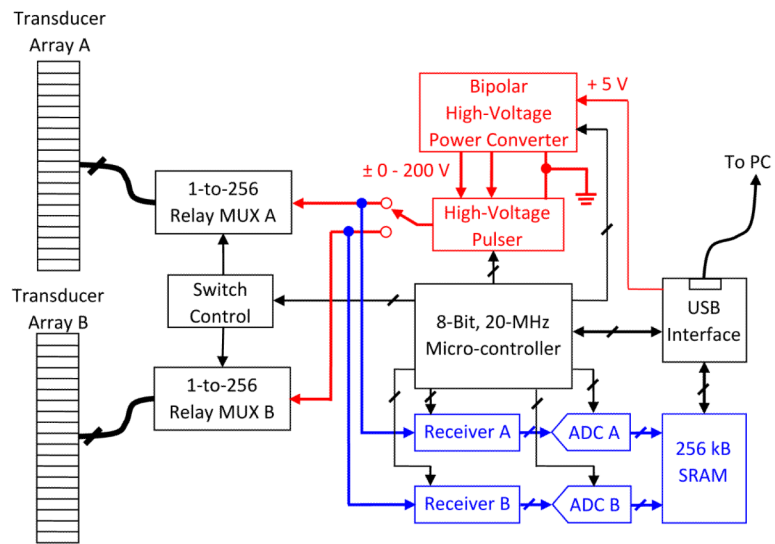 Transducer
Array A
Bipolar
High-Voltage
Power Converter
+ 5 V
To PC
± 0 - 200 V
1-to-256
Relay MUX A
High-Voltage
Pulser
Transducer
Array B
Switch
Control
8-Bit, 20-MHz
Micro-controller
USB
Interface
1-to-256
Relay MUX B
Receiver A
ADC A
256 kB
SRAM
Receiver B
ADC B